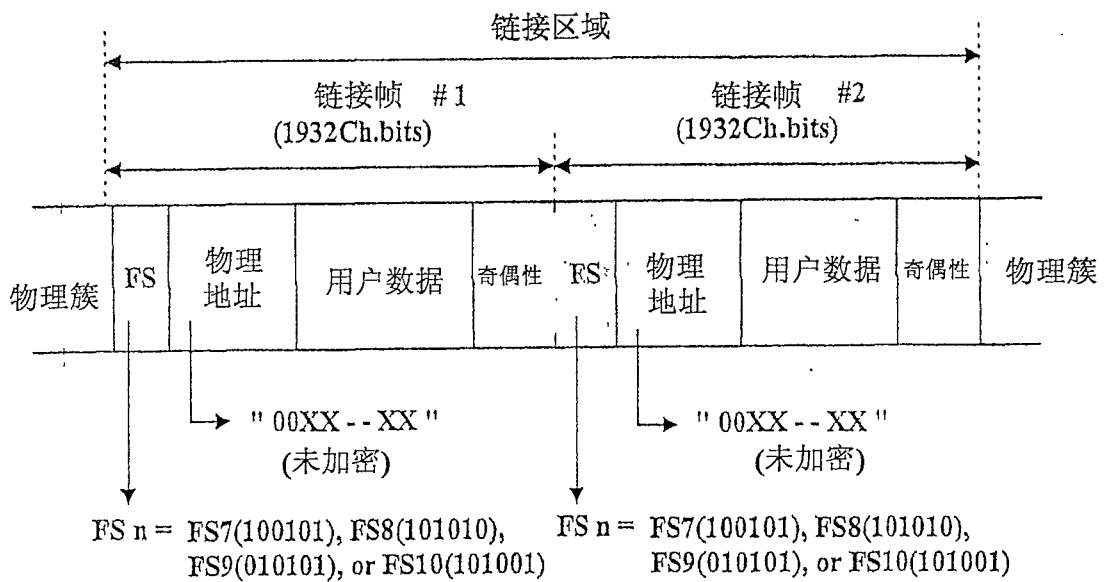 链接区域
链接帧 #1
(1932Ch.bits)
链接帧 #2
(1932Ch.bits)
物理簇
FS
物理
地址
用户数据
奇偶性
FS
物理
地址
用户数据
奇偶性
物理簇
" 00XX - - XX "
(未加密)
" 00XX - - XX "
(未加密)
FS n = FS7(100101), FS8(101010),
FS9(010101), or FS10(101001)
FS n = FS7(100101), FS8(101010),
FS9(010101), or FS10(101001)